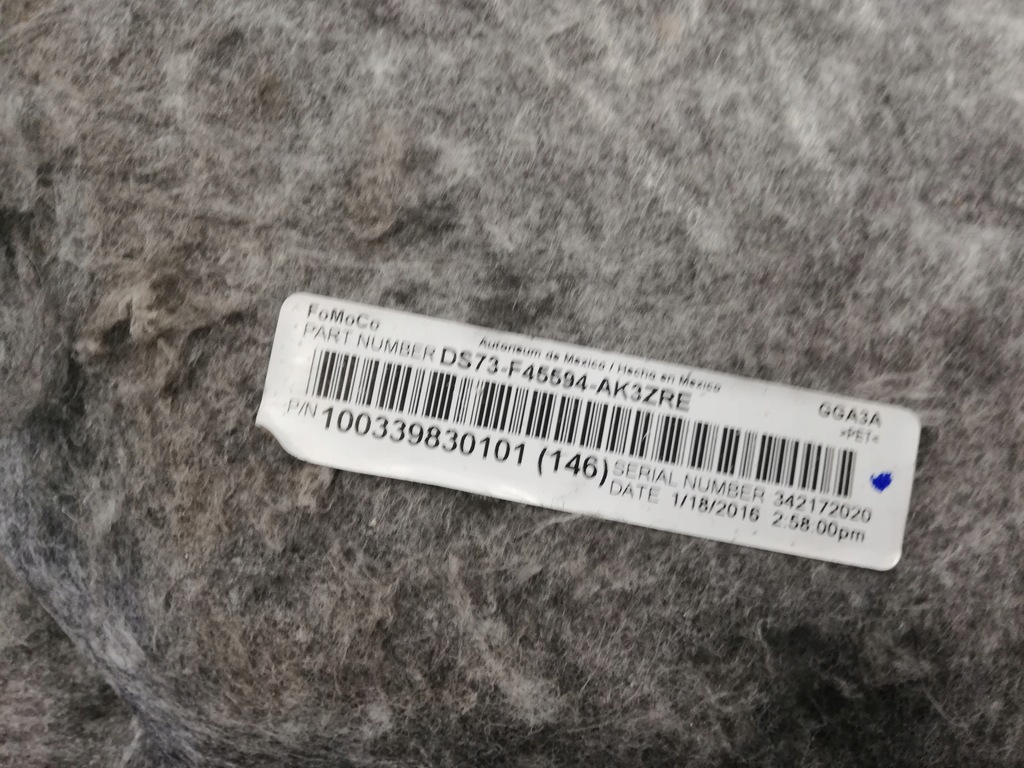 FoMoCo
Autoneum de Mexico / Hecho en Mexico
PART NUMBER DS73-F45594-AK3ZRE
GGA3A
>PET<
P/N 100339830101 (146)
SERIAL NUMBER 342172020
DATE 1/18/2016 2:58:00pm